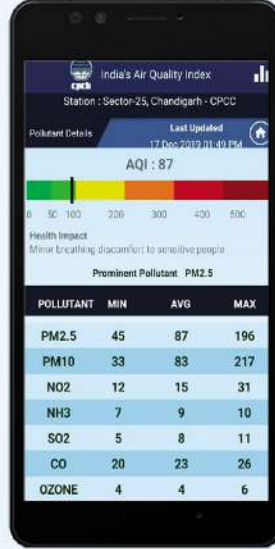 cpcb
India's Air Quality Index
Station : Sector-25, Chandigarh - CPCC
Pollutant Details
Last Updated
17 Dec 2019 01:49 PM
AQI : 87
0 50 100 200 300 400 500
Health Impact
Minor breathing discomfort to sensitive people
Prominent Pollutant PM2.5
POLLUTANT MIN AVG MAX
PM2.5 45 87 196
PM10 33 83 217
NO2 12 15 31
NH3 7 9 10
SO2 5 8 11
CO 20 23 26
OZONE 4 4 6